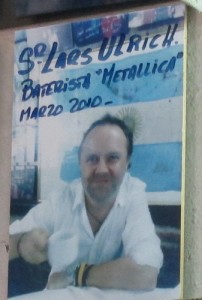 SR. LARS ULRICH.
BATERISTA "METALLICA"
MARZO 2010-